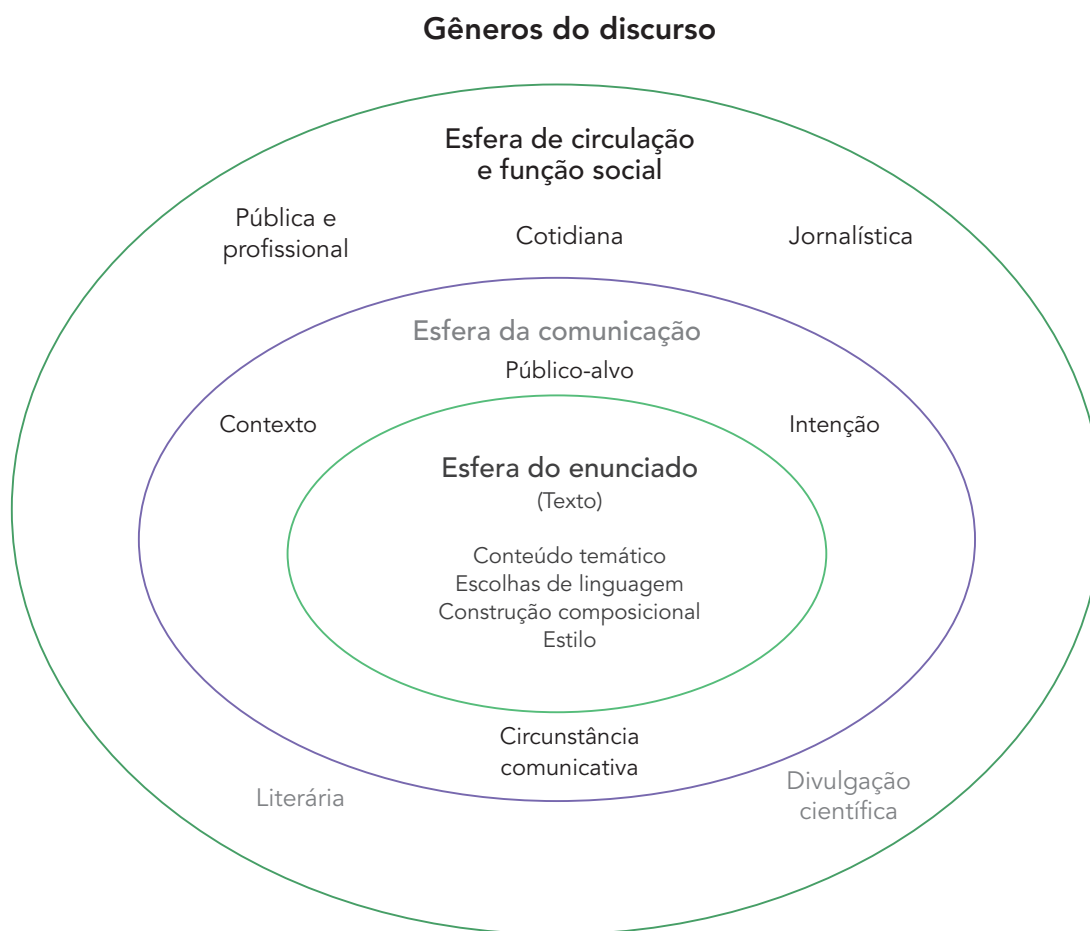 Gêneros do discurso
Esfera de circulação
e função social
Pública e
profissional
Cotidiana
Jornalística
Esfera da comunicação
Público-alvo
Contexto
Intenção
Esfera do enunciado
(Texto)
Conteúdo temático
Escolhas de linguagem
Construção composicional
Estilo
Circunstância
comunicativa
Literária
Divulgação
científica